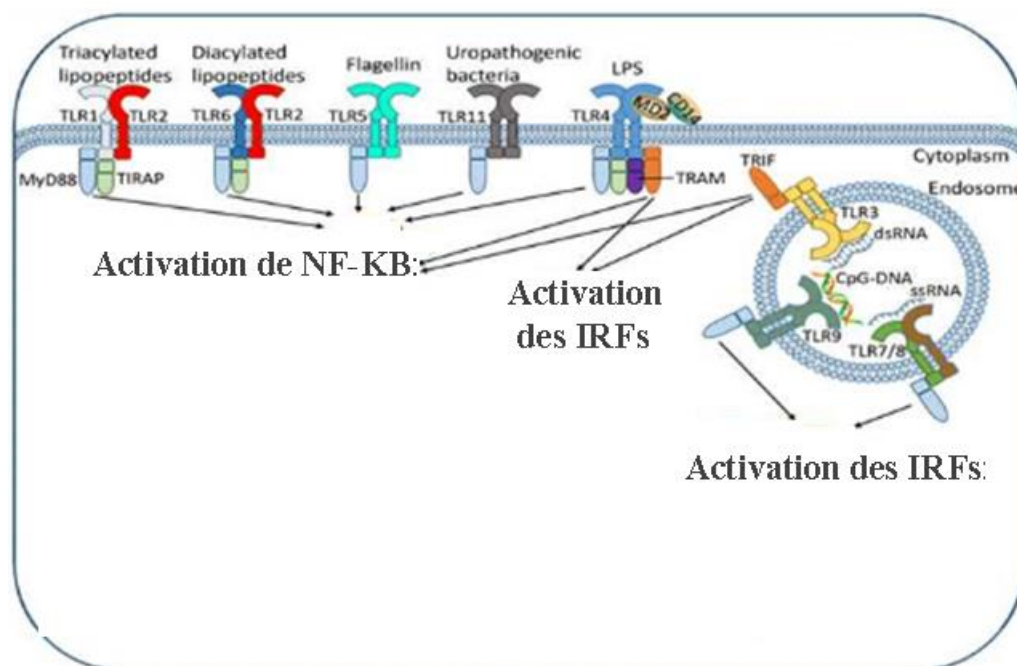 Triacylated
lipopeptides
Diacylated
lipopeptides
Flagellin
Uropathogenic
bacteria
LPS
TLR1
TLR2
TLR6
TLR2
TLR5
TLR11
TLR4
MD2
CD14
MyD88
TIRAP
TRAM
TRIF
Cytoplasm
Endosome
TLR3
dsRNA
CpG-DNA
ssRNA
TLR9
TLR7/8
Activation de NF-KB:
Activation
des IRFs
Activation des IRFs: